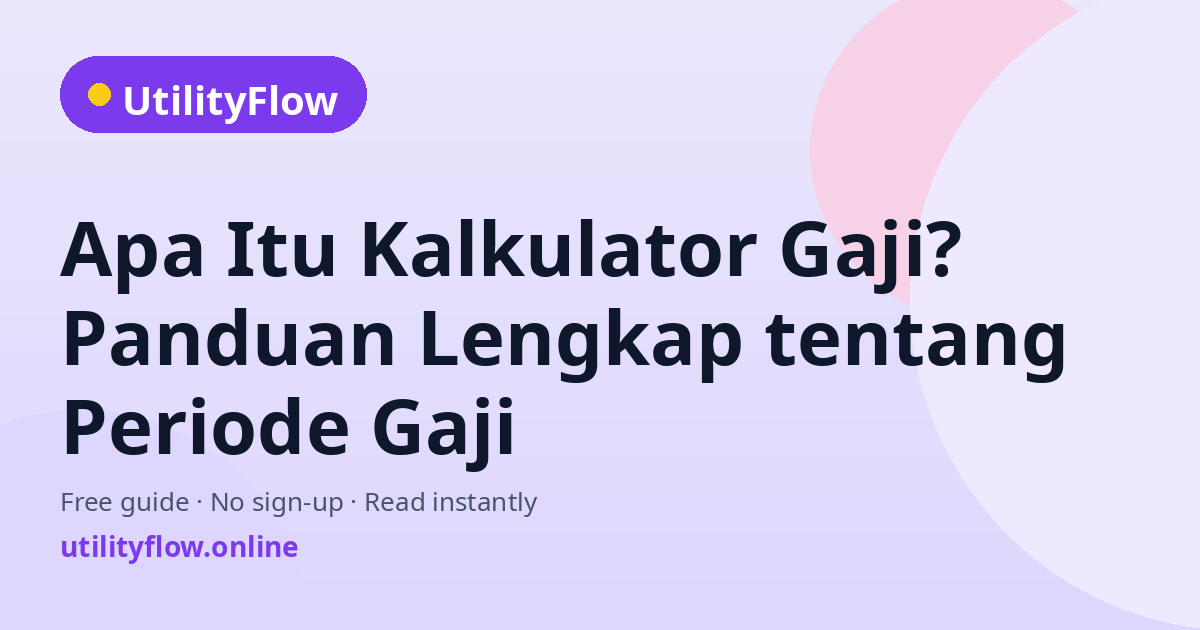 UtilityFlow
Apa Itu Kalkulator Gaji?
Panduan Lengkap tentang
Periode Gaji
Free guide · No sign-up · Read instantly
utilityflow.online